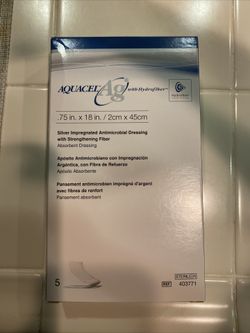 AQUACEL Ag with Hydrofiber
.75 in. x 18 in. / 2cm x 45cm
Silver Impregnated Antimicrobial Dressing
with Strengthening Fiber
Absorbent Dressing
Apósito Antimicrobiano con Impregnación
Argéntica, con Fibra de Refuerzo
Apósito Absorbente
Pansement antimicrobien imprégné d'argent
avec fibres de renfort
Pansement absorbant
STERILE R
5
REF 403771